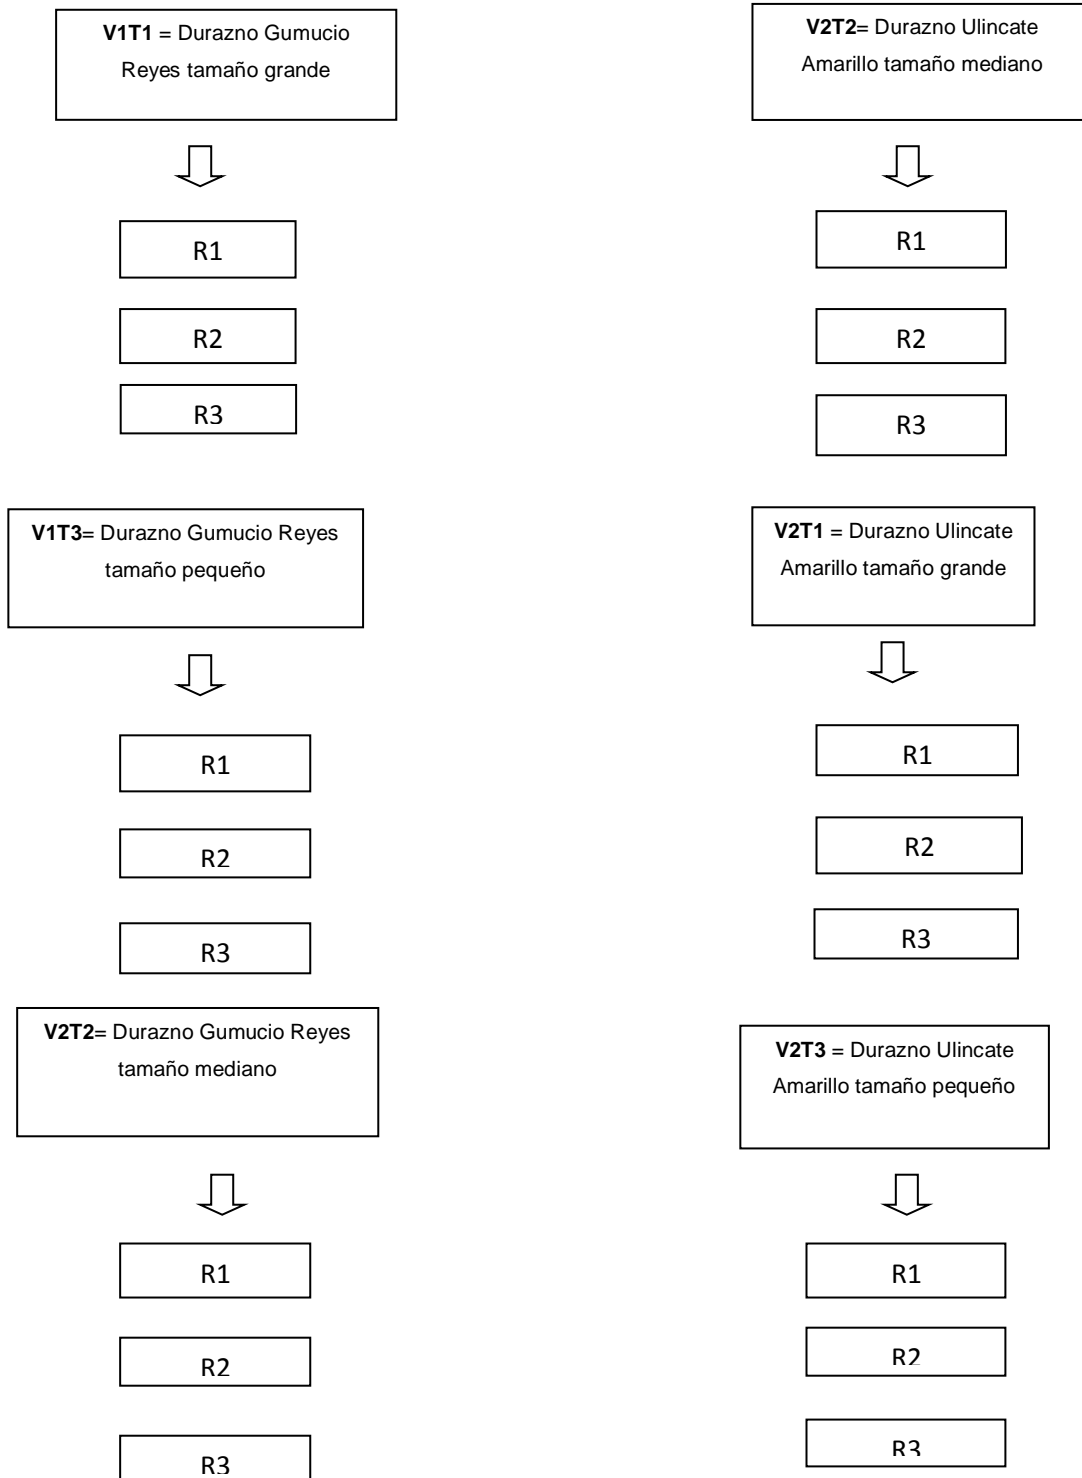 V1T1 = Durazno Gumucio
Reyes tamaño grande
R1
R2
R3
V2T2= Durazno Ulincate
Amarillo tamaño mediano
R1
R2
R3
V1T3= Durazno Gumucio Reyes
tamaño pequeño
R1
R2
R3
V2T1 = Durazno Ulincate
Amarillo tamaño grande
R1
R2
R3
V2T2= Durazno Gumucio Reyes
tamaño mediano
R1
R2
R3
V2T3 = Durazno Ulincate
Amarillo tamaño pequeño
R1
R2
R3